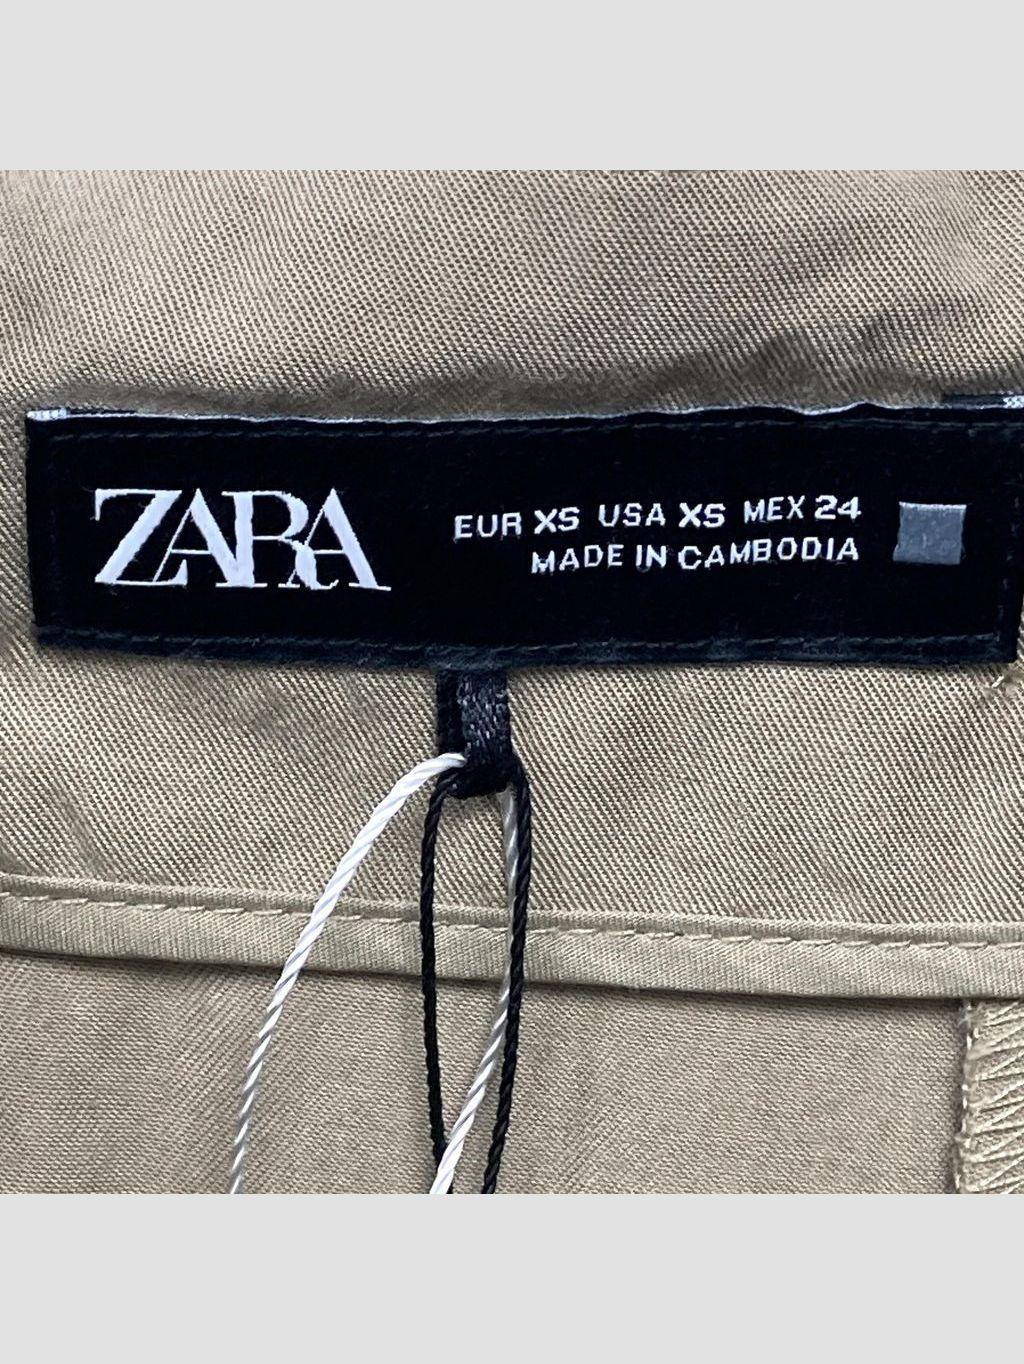 ZARA
EUR XS USA XS MEX 24
MADE IN CAMBODIA